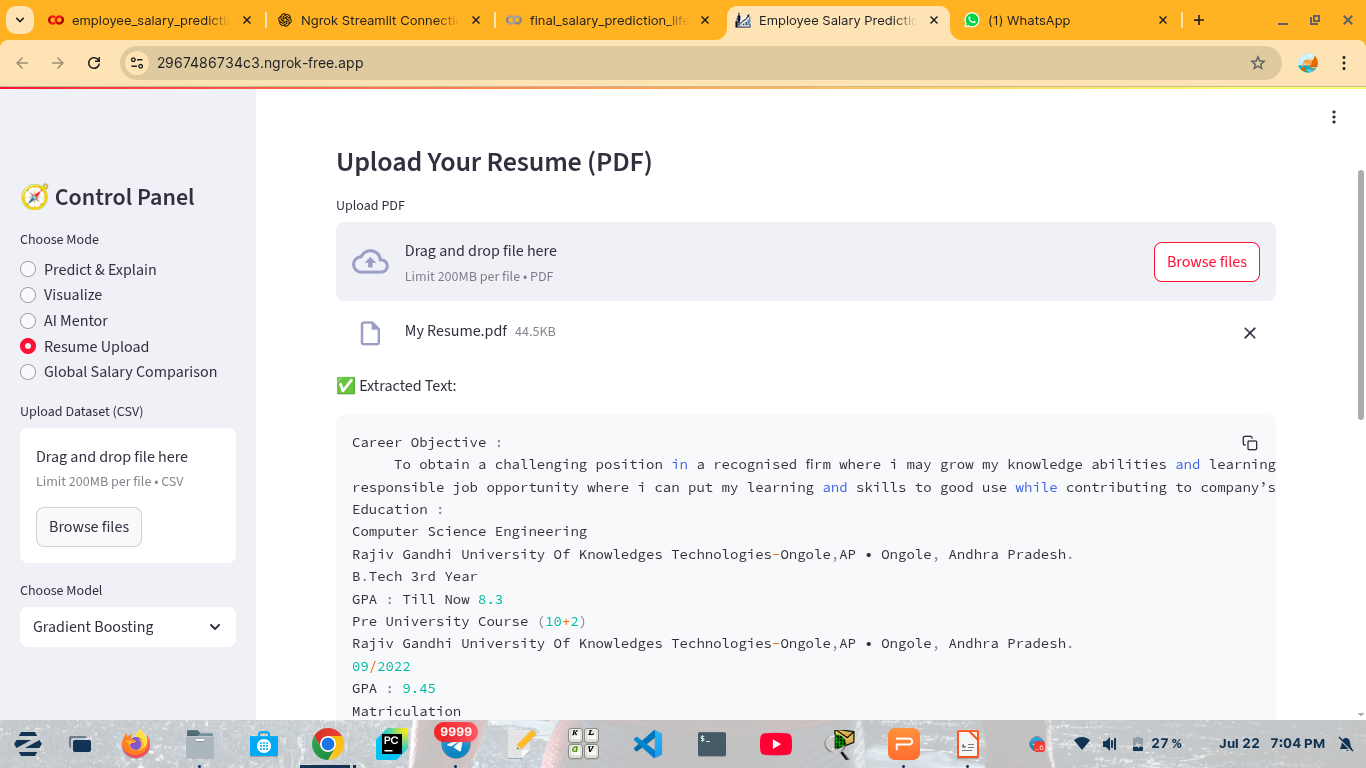 employee_salary_predicti
Ngrok Streamlit Connecti
final_salary_prediction_life
Employee Salary Predictio
(1) WhatsApp
2967486734c3.ngrok-free.app
Control Panel
Choose Mode
Predict & Explain
Visualize
AI Mentor
Resume Upload
Global Salary Comparison
Upload Dataset (CSV)
Drag and drop file here
Limit 200MB per file • CSV
Browse files
Choose Model
Gradient Boosting
Upload Your Resume (PDF)
Upload PDF
Drag and drop file here
Limit 200MB per file • PDF
Browse files
My Resume.pdf 44.5KB
✅ Extracted Text:
Career Objective :
To obtain a challenging position in a recognised firm where i may grow my knowledge abilities and learning
responsible job opportunity where i can put my learning and skills to good use while contributing to company’s
Education :
Computer Science Engineering
Rajiv Gandhi University Of Knowledges Technologies-Ongole,AP • Ongole, Andhra Pradesh.
B.Tech 3rd Year
GPA : Till Now 8.3
Pre University Course (10+2)
Rajiv Gandhi University Of Knowledges Technologies-Ongole,AP • Ongole, Andhra Pradesh.
09/2022
GPA : 9.45
Matriculation
PC
9999
K L
a V
27 %
Jul 22 7:04 PM